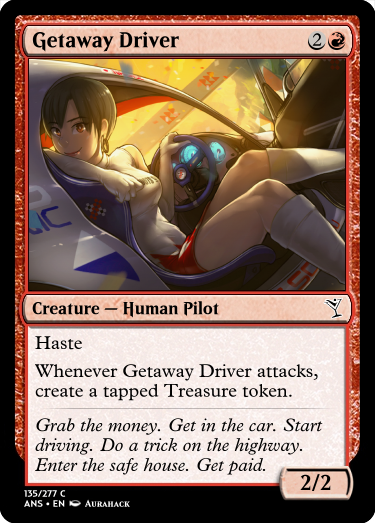 Getaway Driver 2
Creature — Human Pilot
Haste
Whenever Getaway Driver attacks,
create a tapped Treasure token.
Grab the money. Get in the car. Start
driving. Do a trick on the highway.
Enter the safe house. Get paid.
2/2
135/277 C
ANS • EN Aurahack